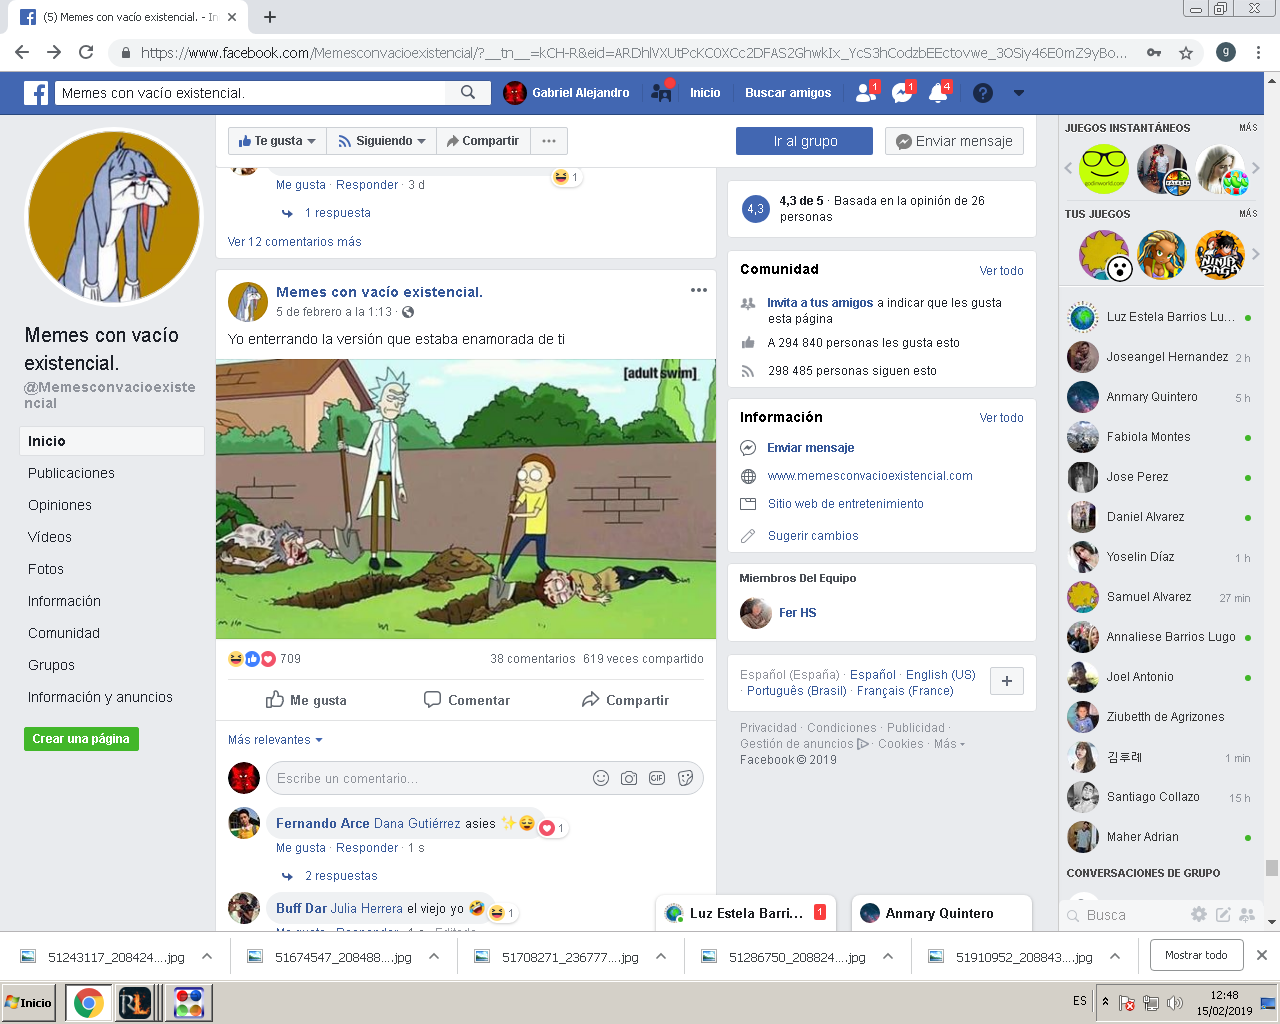 (5) Memes con vacío existencial. - In
https://www.facebook.com/Memesconvacioexistencial/?__tn__=kCH-R&eid=ARDhlVXUtPcKC0XCc2DFAS2GhwkIx_YcS3hCodzbEEctovwe_3OSiy46E0mZ9yBo...
g
Memes con vacío existencial.
Gabriel Alejandro
Inicio
Buscar amigos
1
1
4
Memes con vacío existencial.
@Memesconvacioexistencial
Inicio
Publicaciones
Opiniones
Vídeos
Fotos
Información
Comunidad
Grupos
Información y anuncios
Crear una página
Te gusta
Siguiendo
Compartir
Ir al grupo
Enviar mensaje
1
Me gusta · Responder · 3 d
1 respuesta
Ver 12 comentarios más
Memes con vacío existencial.
5 de febrero a la 1:13 ·
Yo enterrando la versión que estaba enamorada de ti
[adult swim]
709
38 comentarios 619 veces compartido
Me gusta
Comentar
Compartir
Más relevantes
Escribe un comentario...
GIF
Fernando Arce Dana Gutiérrez asies ✨😌
1
Me gusta · Responder · 1 s
2 respuestas
Buff Dar Julia Herrera el viejo yo 🤣
1
Me gusta · Responder · 1 s · Editado
4,3
4,3 de 5 · Basada en la opinión de 26
personas
Comunidad
Ver todo
Invita a tus amigos a indicar que les gusta
esta página
A 294 840 personas les gusta esto
298 485 personas siguen esto
Información
Ver todo
Enviar mensaje
www.memesconvacioexistencial.com
Sitio web de entretenimiento
Sugerir cambios
Miembros Del Equipo
Fer HS
Español (España) · Español · English (US)
· Português (Brasil) · Français (France)
Privacidad · Condiciones · Publicidad ·
Gestión de anuncios · Cookies · Más
Facebook © 2019
JUEGOS INSTANTÁNEOS
MÁS
TUS JUEGOS
MÁS
NINJA
SAGA
Luz Estela Barrios Lu...
Joseangel Hernandez 2 h
Anmary Quintero 5 h
Fabiola Montes
Jose Perez
Daniel Alvarez
Yoselin Díaz 1 h
Samuel Alvarez 27 min
Annaliese Barrios Lugo
Joel Antonio
Ziubetth de Agrizones
김후례 1 min
Santiago Collazo 15 h
Maher Adrian
CONVERSACIONES DE GRUPO
Busca
Luz Estela Barri... 1
Anmary Quintero
51243117_208424....jpg
51674547_208488....jpg
51708271_236777....jpg
51286750_208824....jpg
51910952_208843....jpg
Mostrar todo
Inicio
RL
ES
12:48
15/02/2019